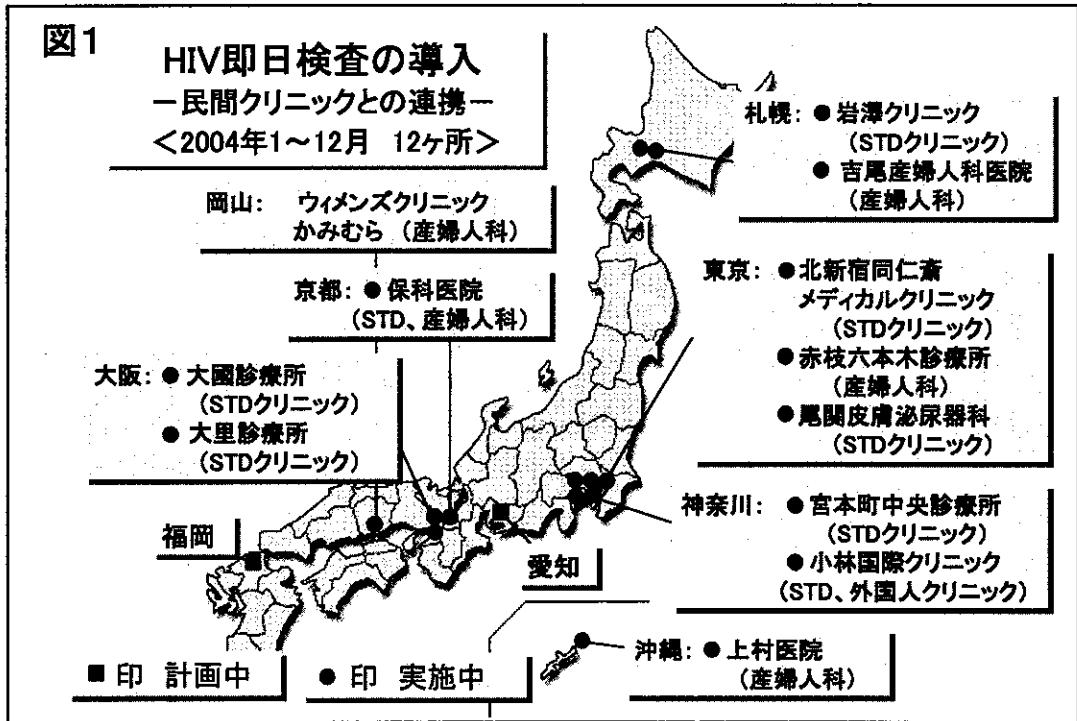 図1
HIV即日検査の導入
－民間クリニックとの連携－
＜2004年1～12月 12ヶ所＞
札幌： ● 岩澤クリニック
(STDクリニック)
● 吉尾産婦人科医院
(産婦人科)
岡山： ウィメンズクリニック
かみむら (産婦人科)
京都： ● 保科医院
(STD、産婦人科)
大阪： ● 大國診療所
(STDクリニック)
● 大里診療所
(STDクリニック)
東京： ●北新宿同仁斎
メディカルクリニック
(STDクリニック)
●赤枝六本木診療所
(産婦人科)
●尾関皮膚泌尿器科
(STDクリニック)
神奈川： ●宮本町中央診療所
(STDクリニック)
●小林国際クリニック
(STD、外国人クリニック)
福岡
愛知
沖縄： ● 上村医院
(産婦人科)
■ 印 計画中
● 印 実施中